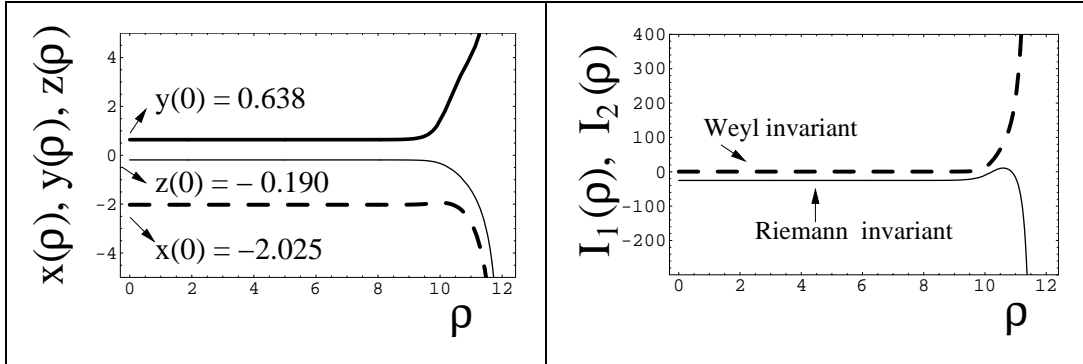 x(ρ), y(ρ), z(ρ)
4
2
0
-2
-4
y(0) = 0.638
z(0) = − 0.190
x(0) = −2.025
0 2 4 6 8 10 12
ρ
I₁(ρ), I₂(ρ)
400
300
200
100
0
-100
-200
Weyl invariant
Riemann invariant
0 2 4 6 8 10 12
ρ